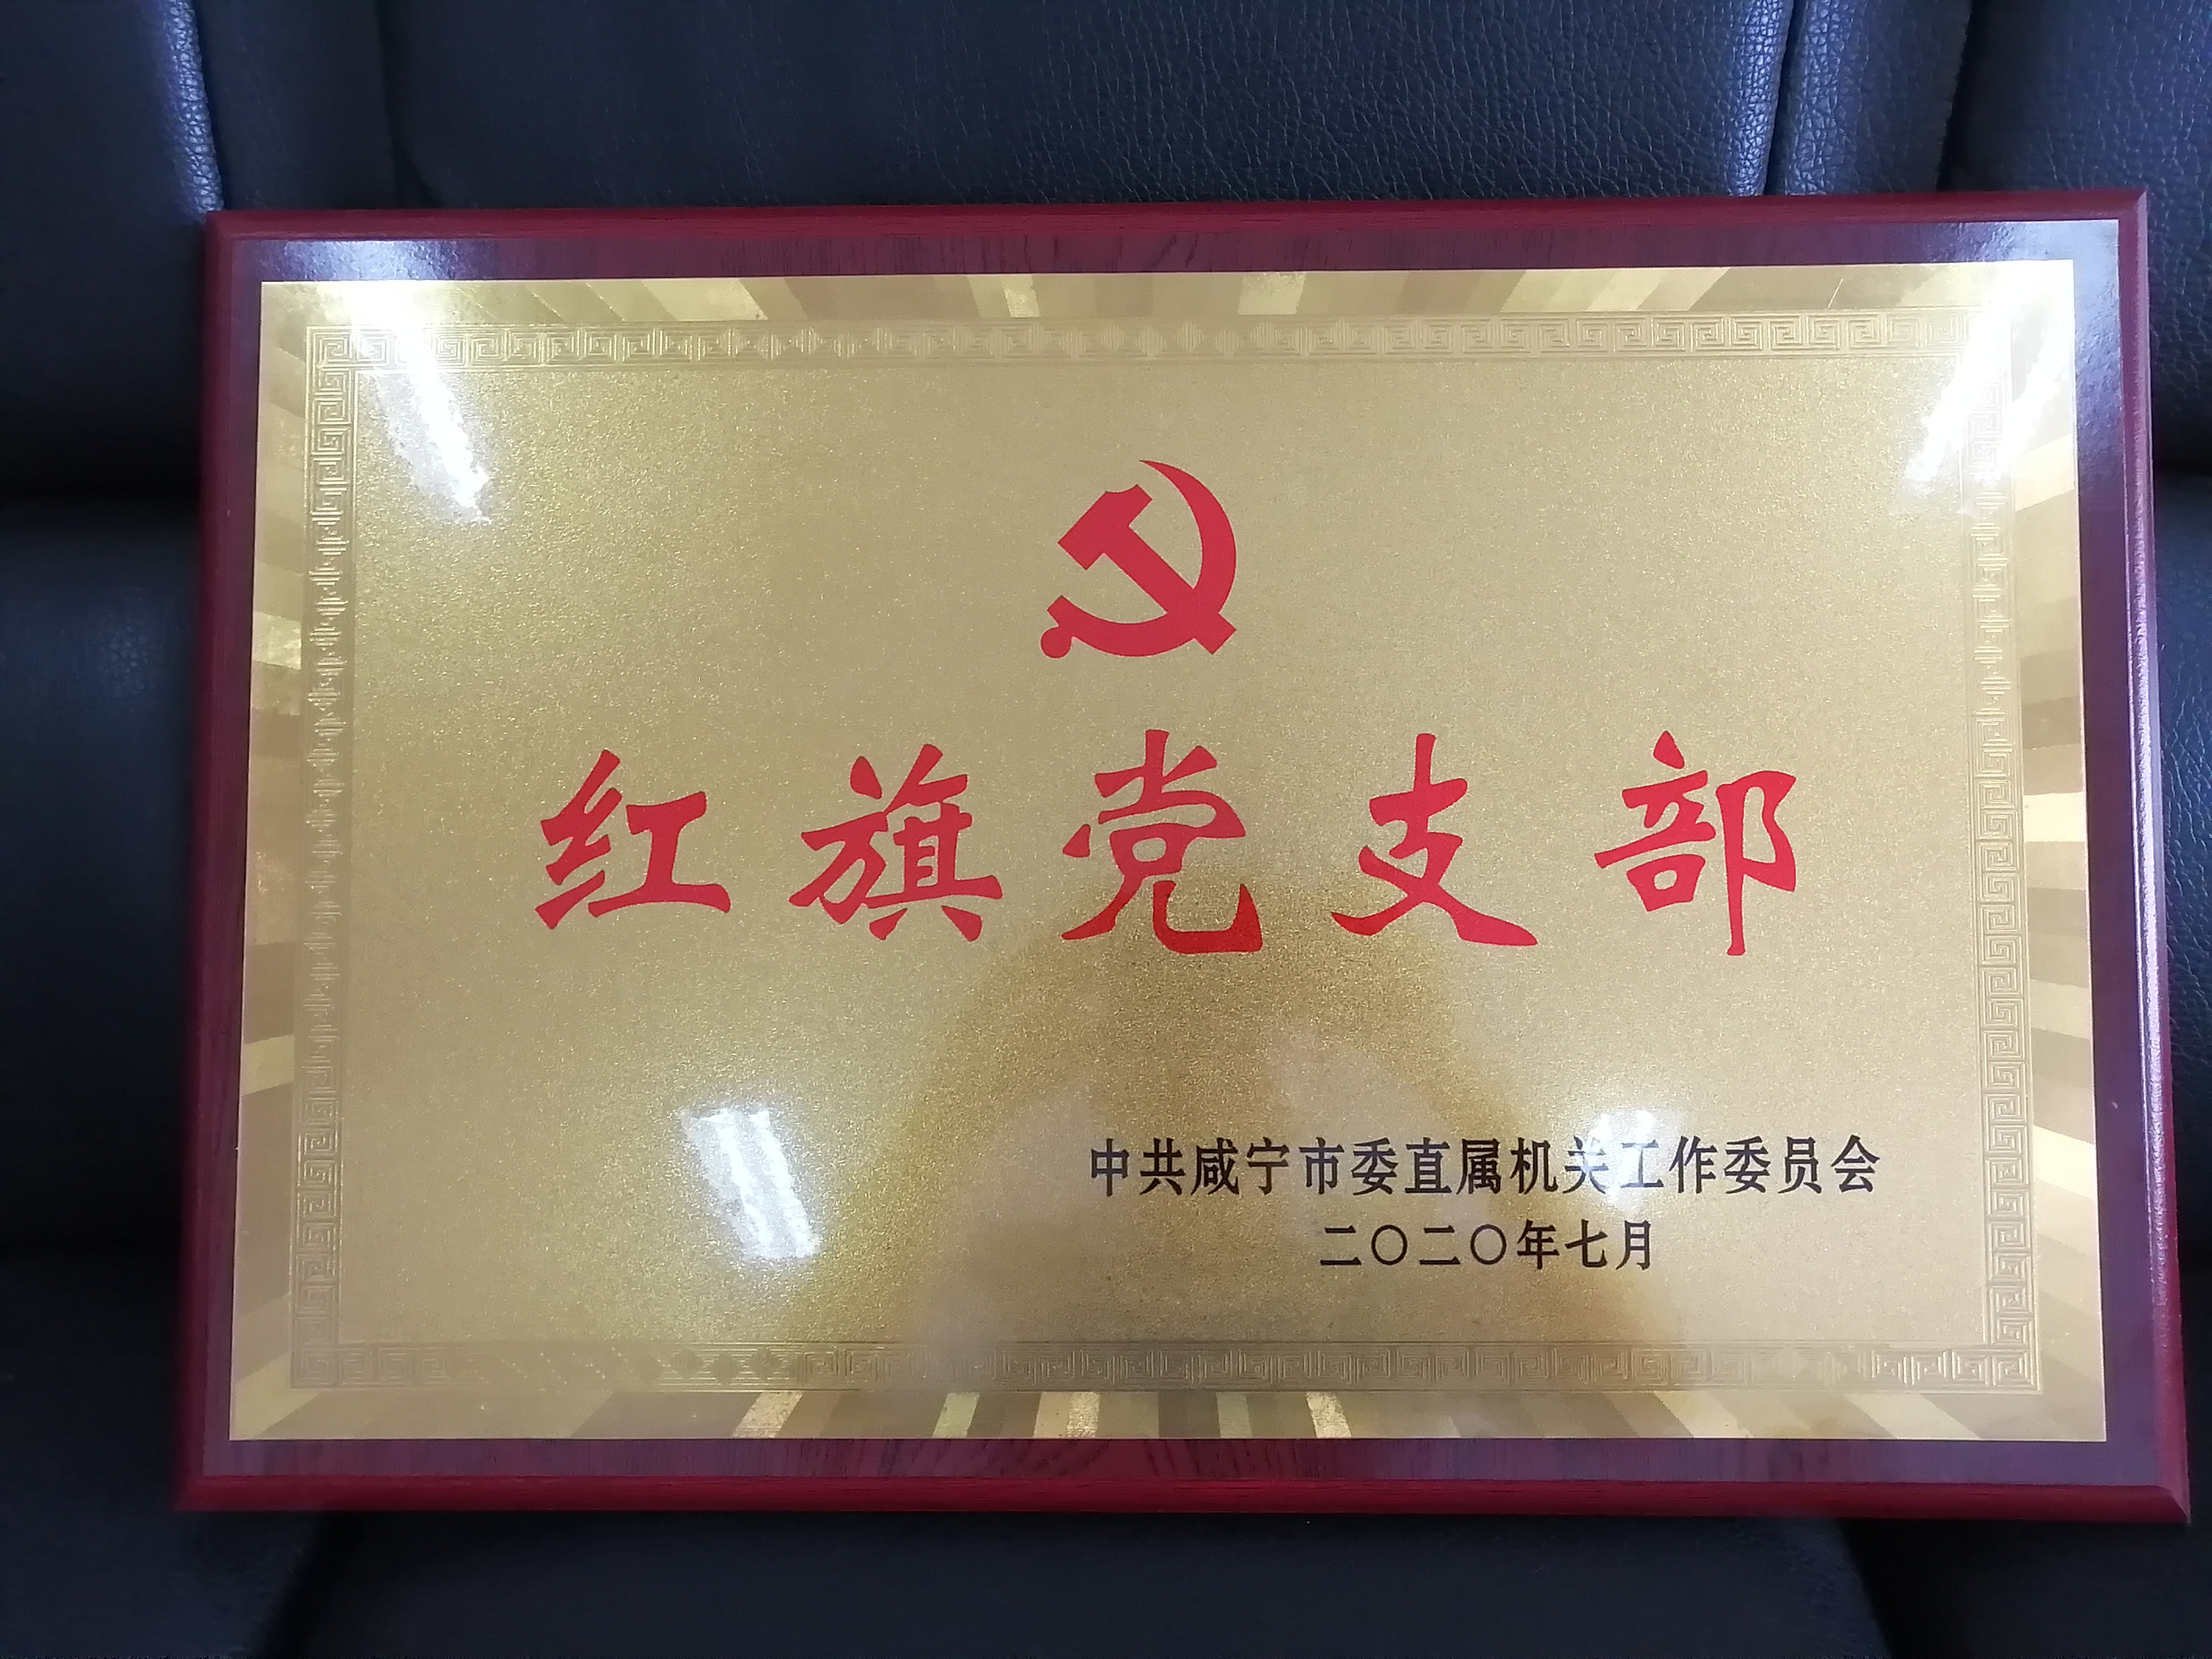 红旗党支部
中共咸宁市委直属机关工作委员会
二〇二〇年七月